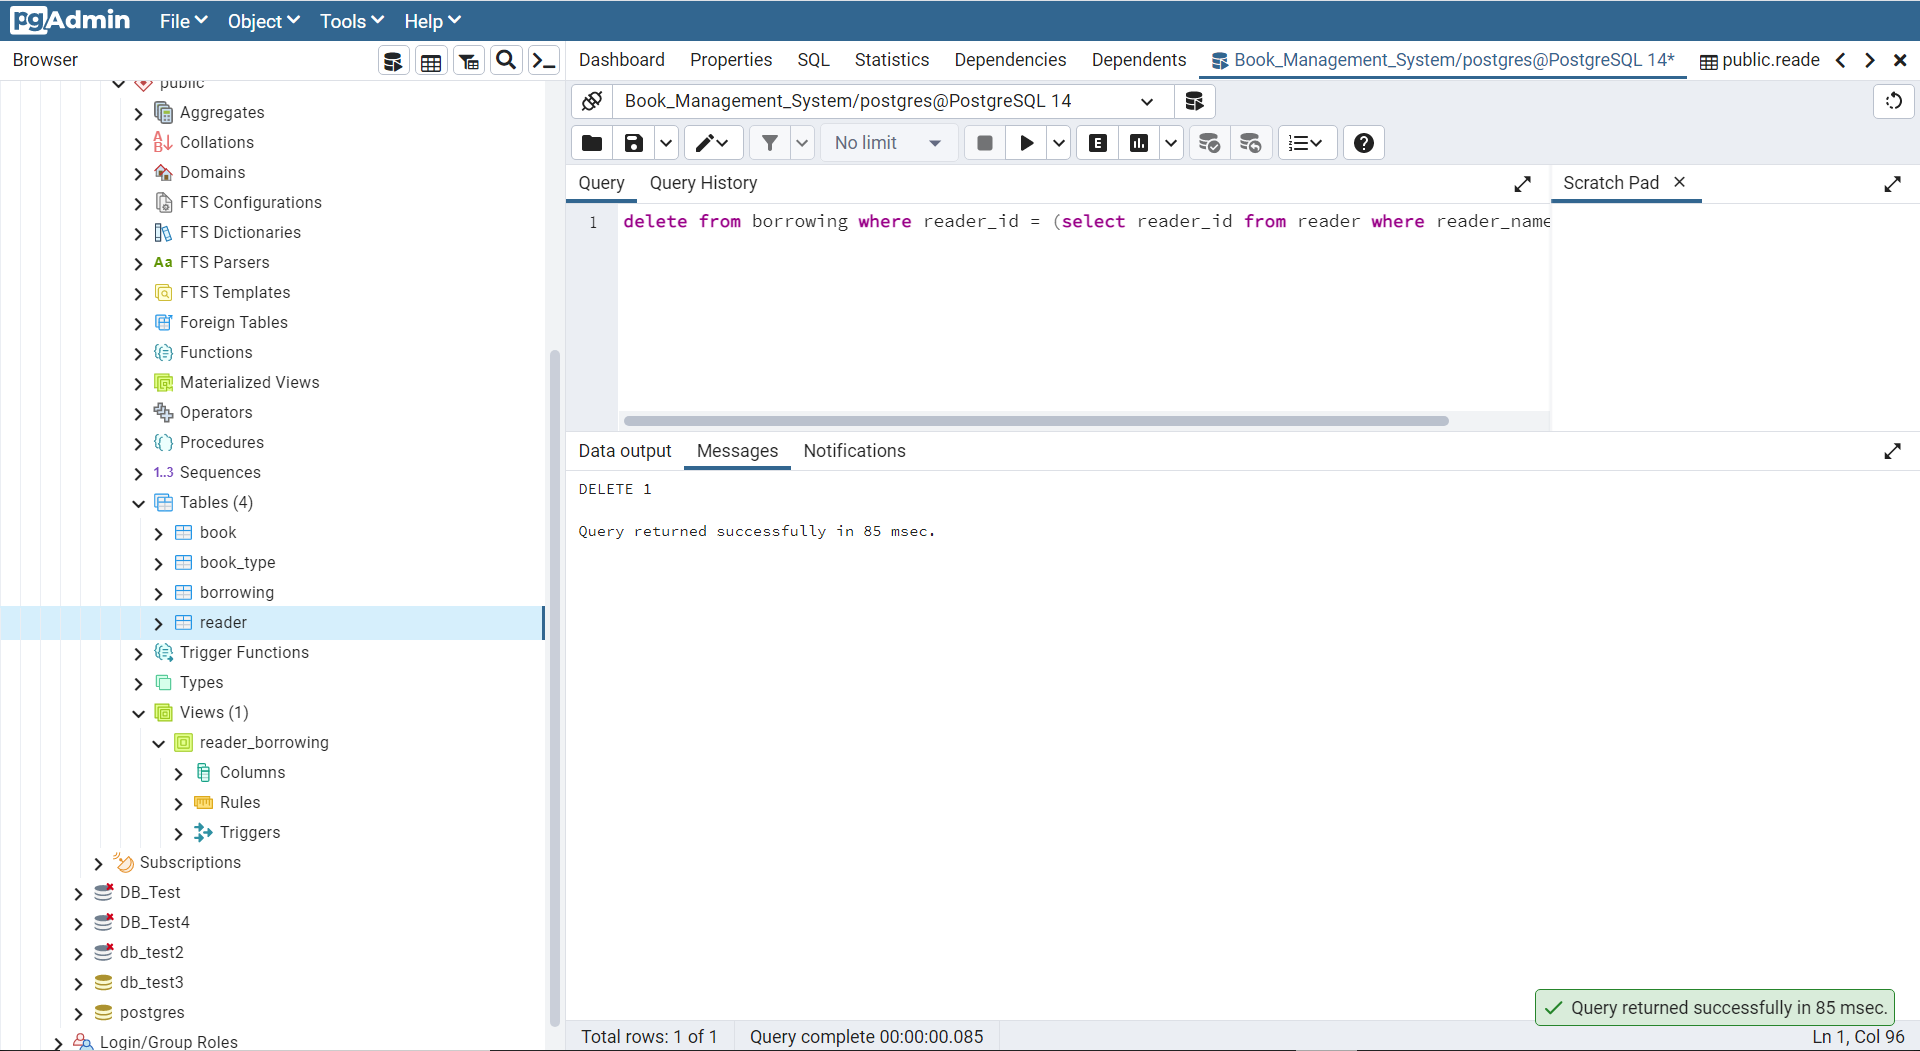 pgAdmin File Object Tools Help
Browser
Dashboard Properties SQL Statistics Dependencies Dependents Book_Management_System/postgres@PostgreSQL 14* public.reade
public
Aggregates
Collations
Domains
FTS Configurations
FTS Dictionaries
Aa FTS Parsers
FTS Templates
Foreign Tables
Functions
Materialized Views
Operators
Procedures
1..3 Sequences
Tables (4)
book
book_type
borrowing
reader
Trigger Functions
Types
Views (1)
reader_borrowing
Columns
Rules
Triggers
Subscriptions
DB_Test
DB_Test4
db_test2
db_test3
postgres
Login/Group Roles
Book_Management_System/postgres@PostgreSQL 14
No limit E
Query Query History
Scratch Pad
1 delete from borrowing where reader_id = (select reader_id from reader where reader_name
Data output Messages Notifications
DELETE 1
Query returned successfully in 85 msec.
Query returned successfully in 85 msec.
Total rows: 1 of 1 Query complete 00:00:00.085 Ln 1, Col 96